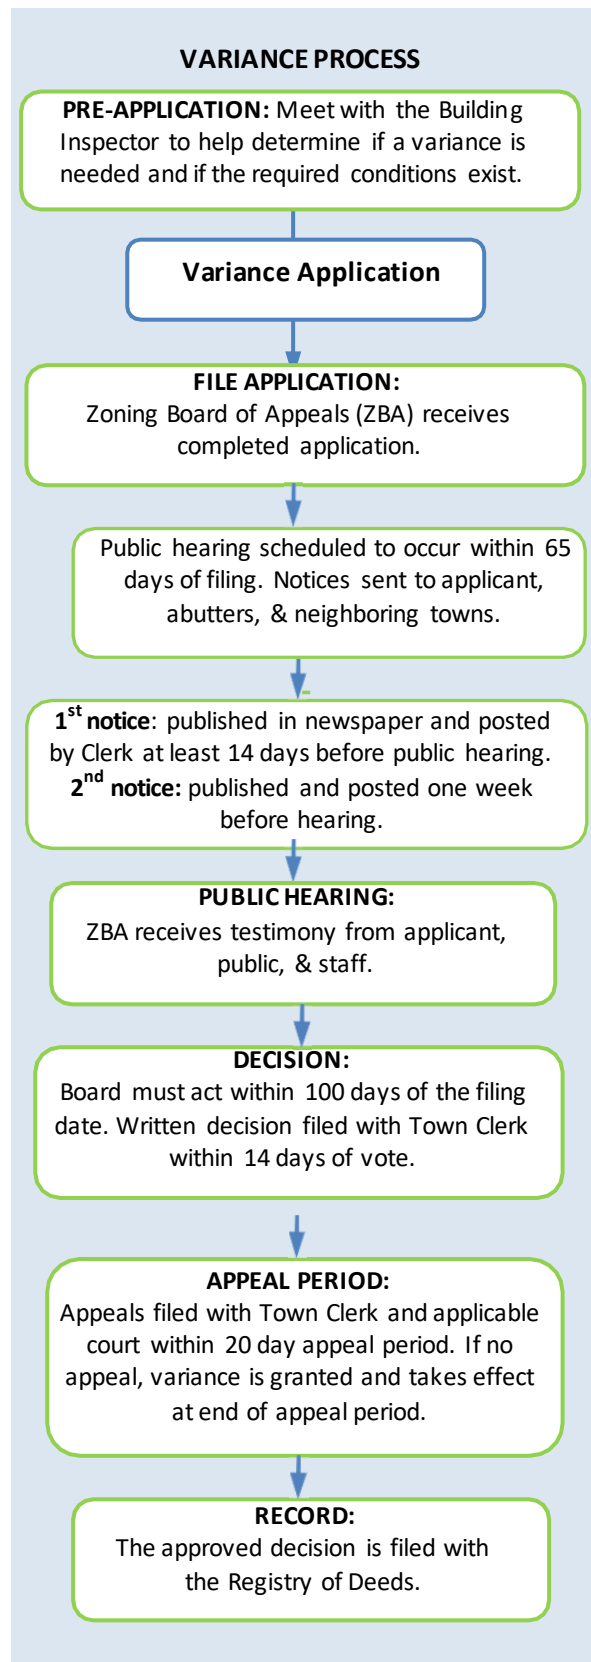 VARIANCE PROCESS
PRE-APPLICATION: Meet with the Building
Inspector to help determine if a variance is
needed and if the required conditions exist.
Variance Application
FILE APPLICATION:
Zoning Board of Appeals (ZBA) receives
completed application.
Public hearing scheduled to occur within 65
days of filing. Notices sent to applicant,
abutters, & neighboring towns.
1st notice: published in newspaper and posted
by Clerk at least 14 days before public hearing.
2nd notice: published and posted one week
before hearing.
PUBLIC HEARING:
ZBA receives testimony from applicant,
public, & staff.
DECISION:
Board must act within 100 days of the filing
date. Written decision filed with Town Clerk
within 14 days of vote.
APPEAL PERIOD:
Appeals filed with Town Clerk and applicable
court within 20 day appeal period. If no
appeal, variance is granted and takes effect
at end of appeal period.
RECORD:
The approved decision is filed with
the Registry of Deeds.